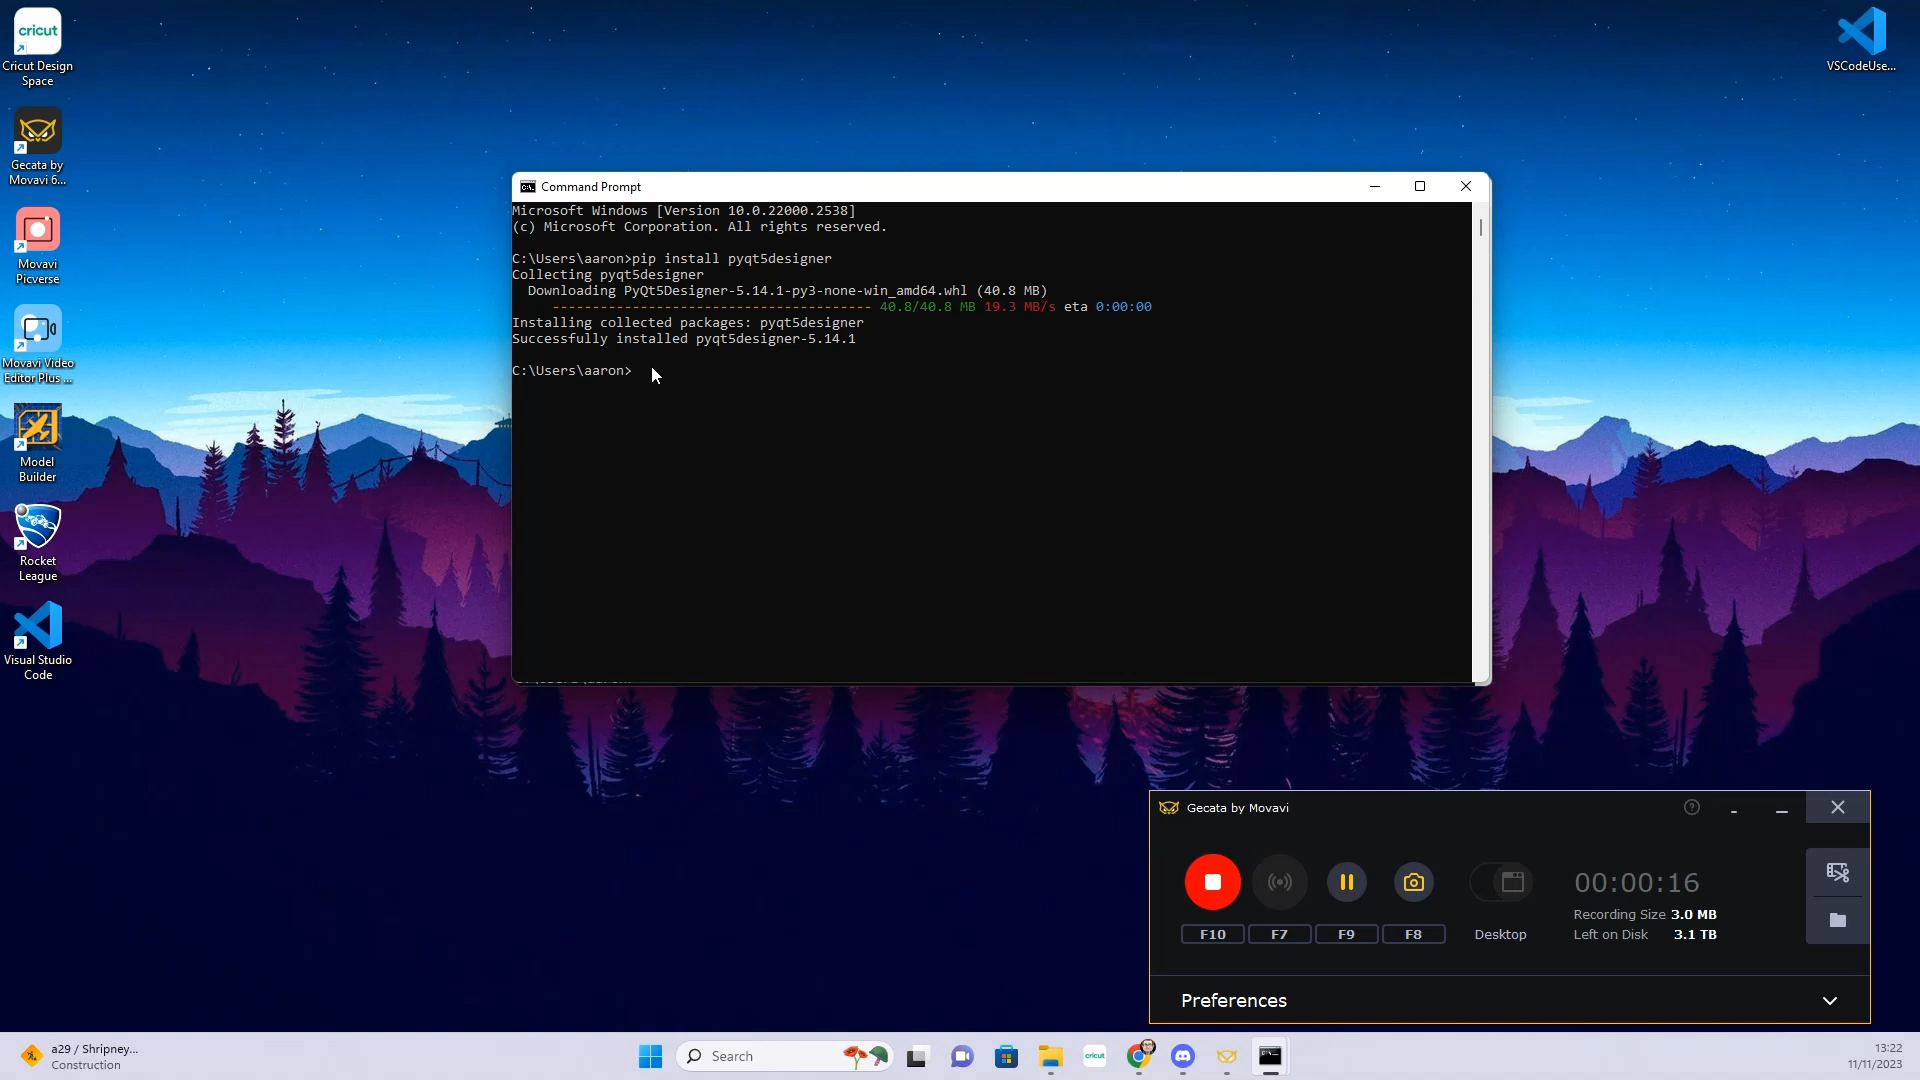 cricut
Cricut Design
Space
Gecata by
Movavi 6...
Movavi
Picverse
Movavi Video
Editor Plus ...
Model
Builder
Rocket
League
Visual Studio
Code
VSCodeUse...
Command Prompt
Microsoft Windows [Version 10.0.22000.2538]
(c) Microsoft Corporation. All rights reserved.
C:\Users\aaron>pip install pyqt5designer
Collecting pyqt5designer
Downloading PyQt5Designer-5.14.1-py3-none-win_amd64.whl (40.8 MB)
---------------------------------------- 40.8/40.8 MB 19.3 MB/s eta 0:00:00
Installing collected packages: pyqt5designer
Successfully installed pyqt5designer-5.14.1
C:\Users\aaron>
Gecata by Movavi
00:00:16
Recording Size 3.0 MB
Left on Disk 3.1 TB
F10 F7 F9 F8 Desktop
Preferences
a29 / Shripney...
Construction
Search
cricut
13:22
11/11/2023